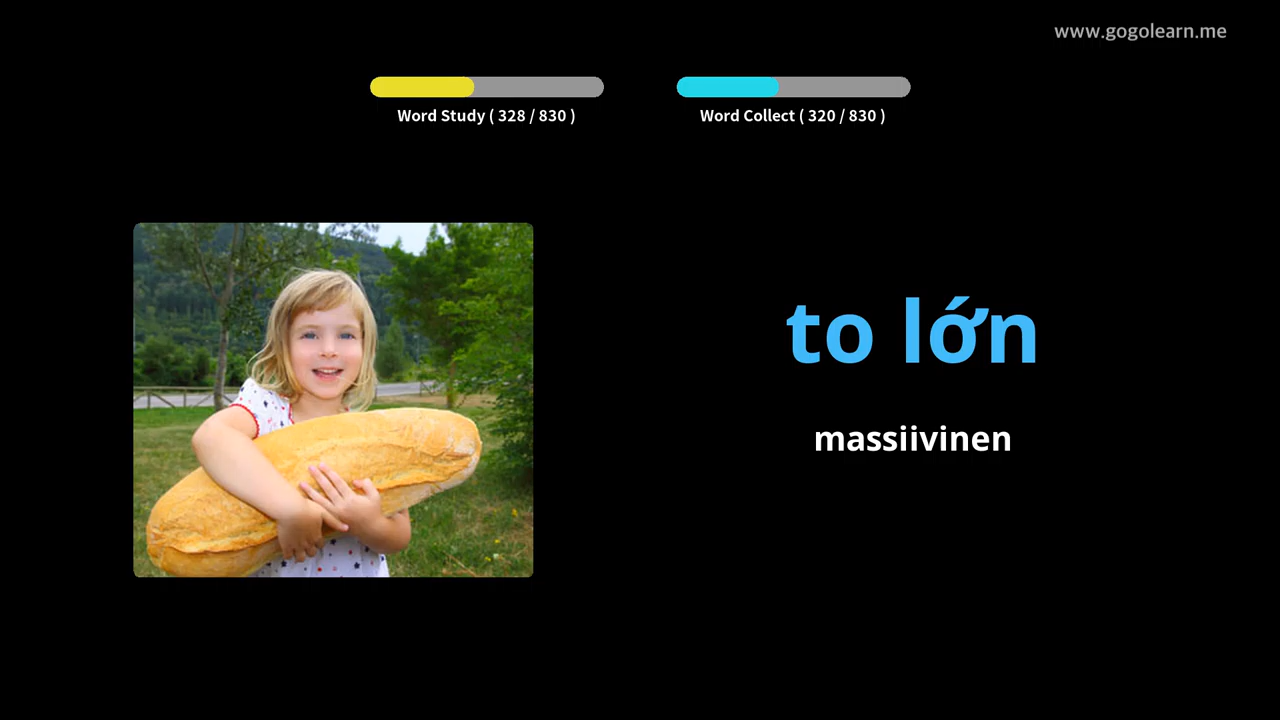 www.gogolearn.me
Word Study ( 328 / 830 )
Word Collect ( 320 / 830 )
to lớn
massiivinen